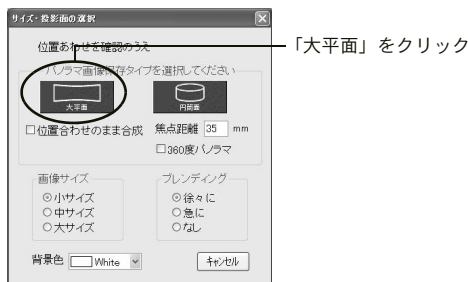 サイズ・投影面の選択
位置あわせを確認のうえ
「大平面」をクリック
パノラマ画像保存タイプを選択してください
大平面
円筒面
位置合わせのまま合成
焦点距離 35 mm
360度パノラマ
画像サイズ
小サイズ
中サイズ
大サイズ
ブレンディング
徐々に
急に
なし
背景色 White
キャンセル